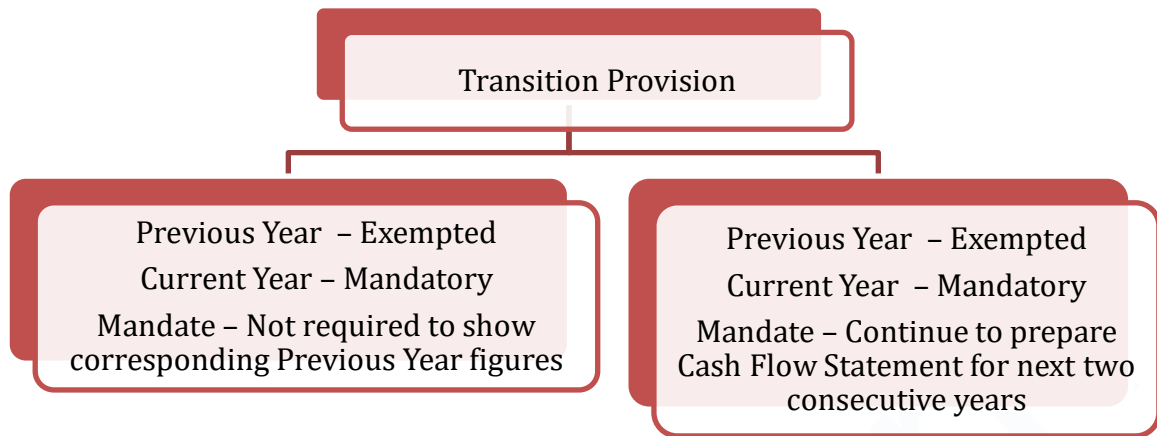 Transition Provision
Previous Year – Exempted
Current Year – Mandatory
Mandate – Not required to show
corresponding Previous Year figures
Previous Year – Exempted
Current Year – Mandatory
Mandate – Continue to prepare
Cash Flow Statement for next two
consecutive years